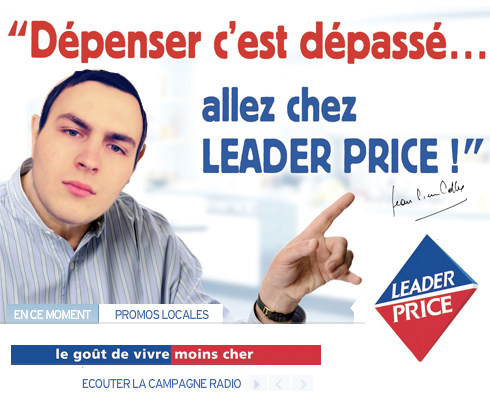 “Dépenser c'est dépassé...
allez chez
LEADER PRICE !”
LEADER
PRICE
EN CE MOMENT
PROMOS LOCALES
le goût de vivre moins cher
ECOUTER LA CAMPAGNE RADIO